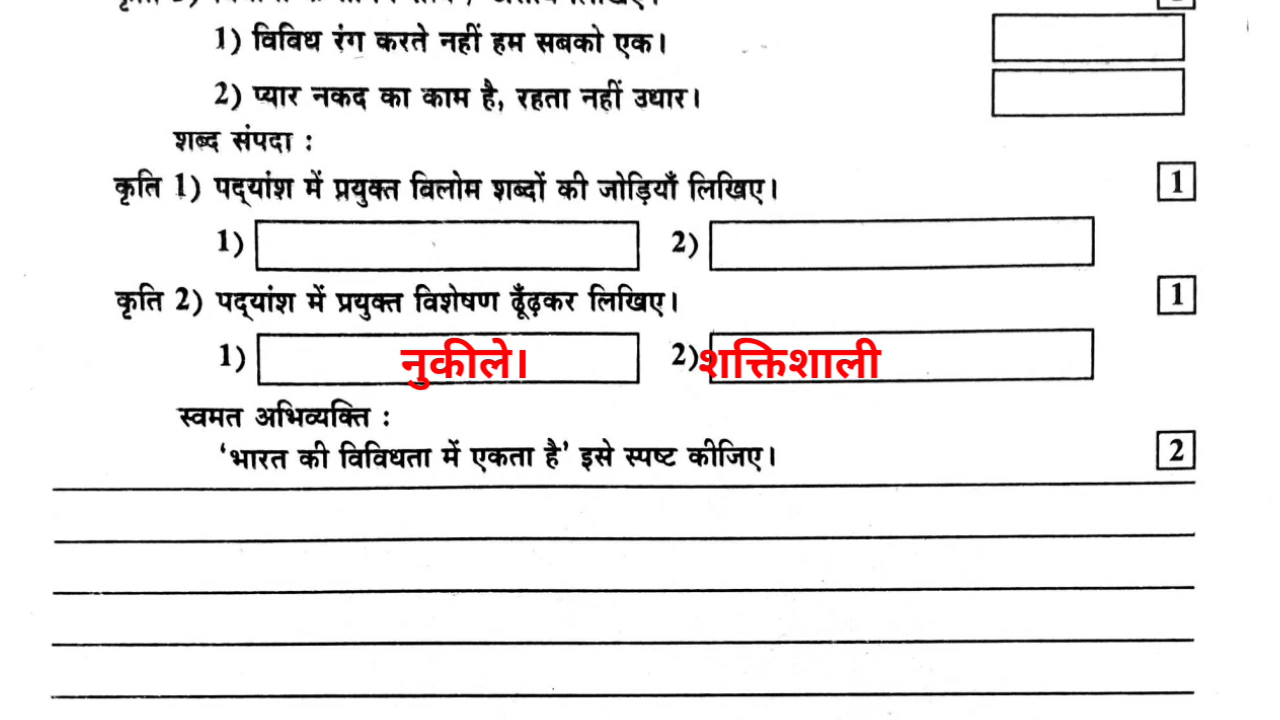 1) विविध रंग करते नहीं हम सबको एक।
2) प्यार नकद का काम है, रहता नहीं उधार।
शब्द संपदा :
कृति 1) पद्‌यांश में प्रयुक्त विलोम शब्दों की जोड़ियाँ लिखिए। 1
1) 2)
कृति 2) पद्‌यांश में प्रयुक्त विशेषण ढूँढ़कर लिखिए। 1
1) नुकीले। 2) शक्तिशाली
स्वमत अभिव्यक्ति :
‘भारत की विविधता में एकता है’ इसे स्पष्ट कीजिए। 2